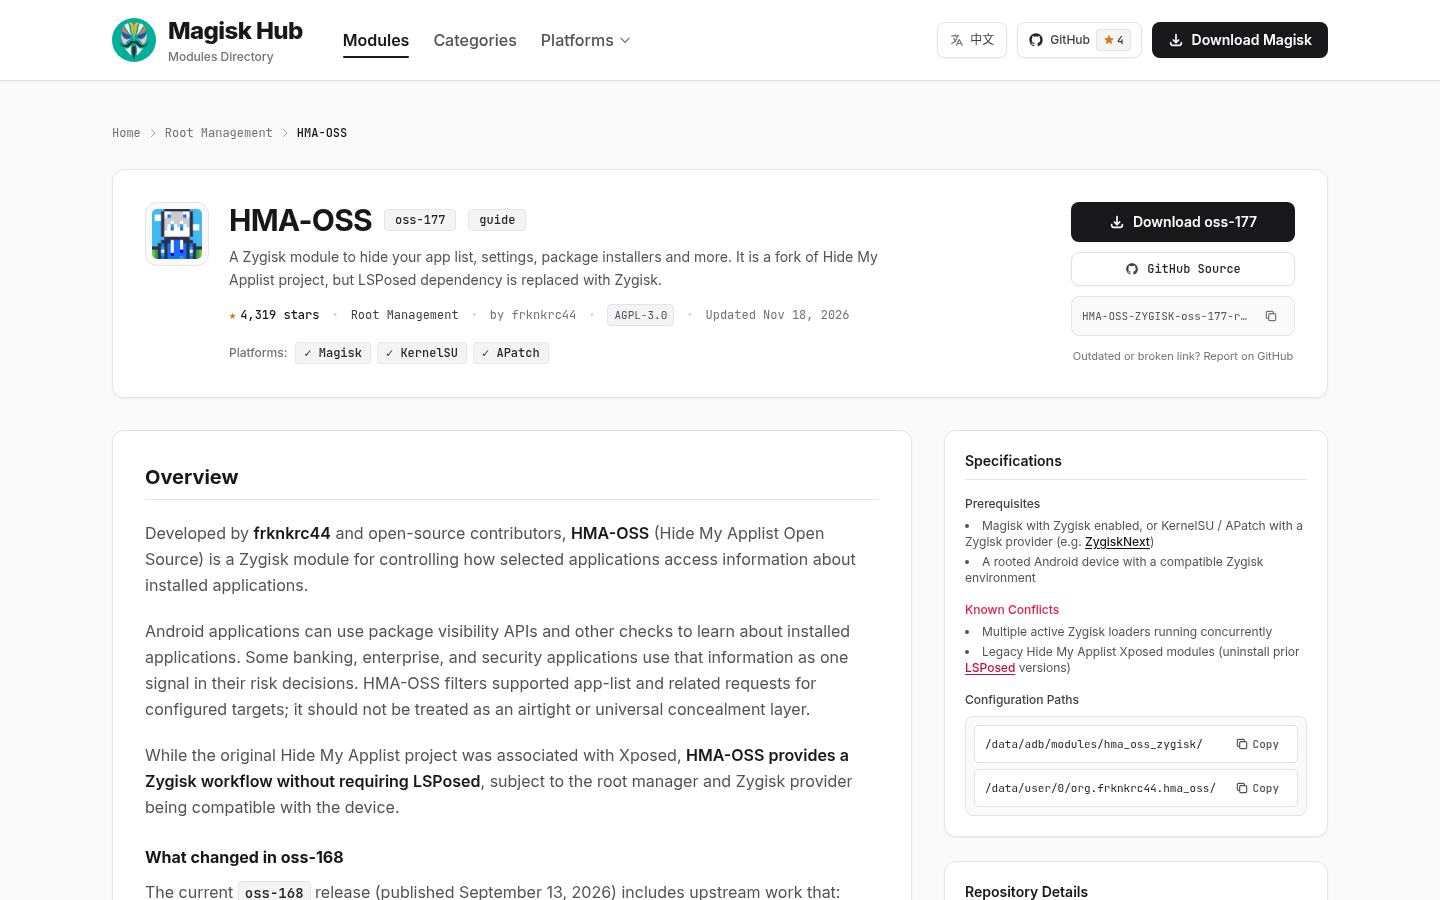 Magisk Hub
Modules Directory
Modules
Categories
Platforms
中文
GitHub
4
Download Magisk
Home
Root Management
HMA-OSS
HMA-OSS
oss-177
guide
A Zygisk module to hide your app list, settings, package installers and more. It is a fork of Hide My
Applist project, but LSPosed dependency is replaced with Zygisk.
★ 4,319 stars • Root Management • by frknkrc44 • AGPL-3.0 • Updated Nov 18, 2026
Platforms: ✓ Magisk ✓ KernelSU ✓ APatch
Download oss-177
GitHub Source
HMA-OSS-ZYGISK-oss-177-r…
Outdated or broken link? Report on GitHub
Overview
Developed by frknkrc44 and open-source contributors, HMA-OSS (Hide My Applist Open
Source) is a Zygisk module for controlling how selected applications access information about
installed applications.
Android applications can use package visibility APIs and other checks to learn about installed
applications. Some banking, enterprise, and security applications use that information as one
signal in their risk decisions. HMA-OSS filters supported app-list and related requests for
configured targets; it should not be treated as an airtight or universal concealment layer.
While the original Hide My Applist project was associated with Xposed, HMA-OSS provides a
Zygisk workflow without requiring LSPosed, subject to the root manager and Zygisk provider
being compatible with the device.
What changed in oss-168
The current oss-168 release (published September 13, 2026) includes upstream work that:
Specifications
Prerequisites
• Magisk with Zygisk enabled, or KernelSU / APatch with a
Zygisk provider (e.g. ZygiskNext)
• A rooted Android device with a compatible Zygisk
environment
Known Conflicts
• Multiple active Zygisk loaders running concurrently
• Legacy Hide My Applist Xposed modules (uninstall prior
LSPosed versions)
Configuration Paths
/data/adb/modules/hma_oss_zygisk/ Copy
/data/user/0/org.frknkrc44.hma_oss/ Copy
Repository Details